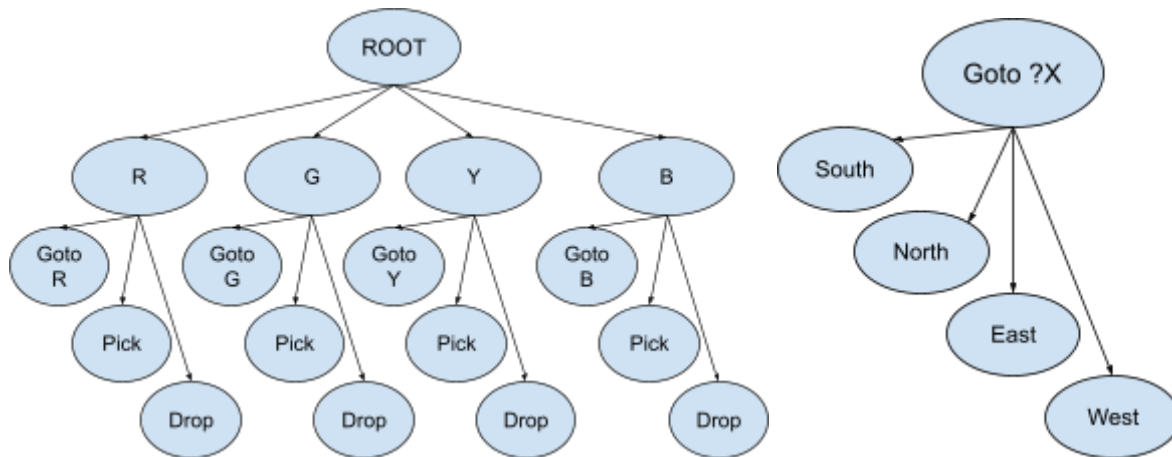 ROOT
Goto ?X
R
G
Y
B
South
Goto
R
Goto
G
Goto
Y
Goto
B
North
Pick
Pick
Pick
Pick
East
Drop
Drop
Drop
Drop
West